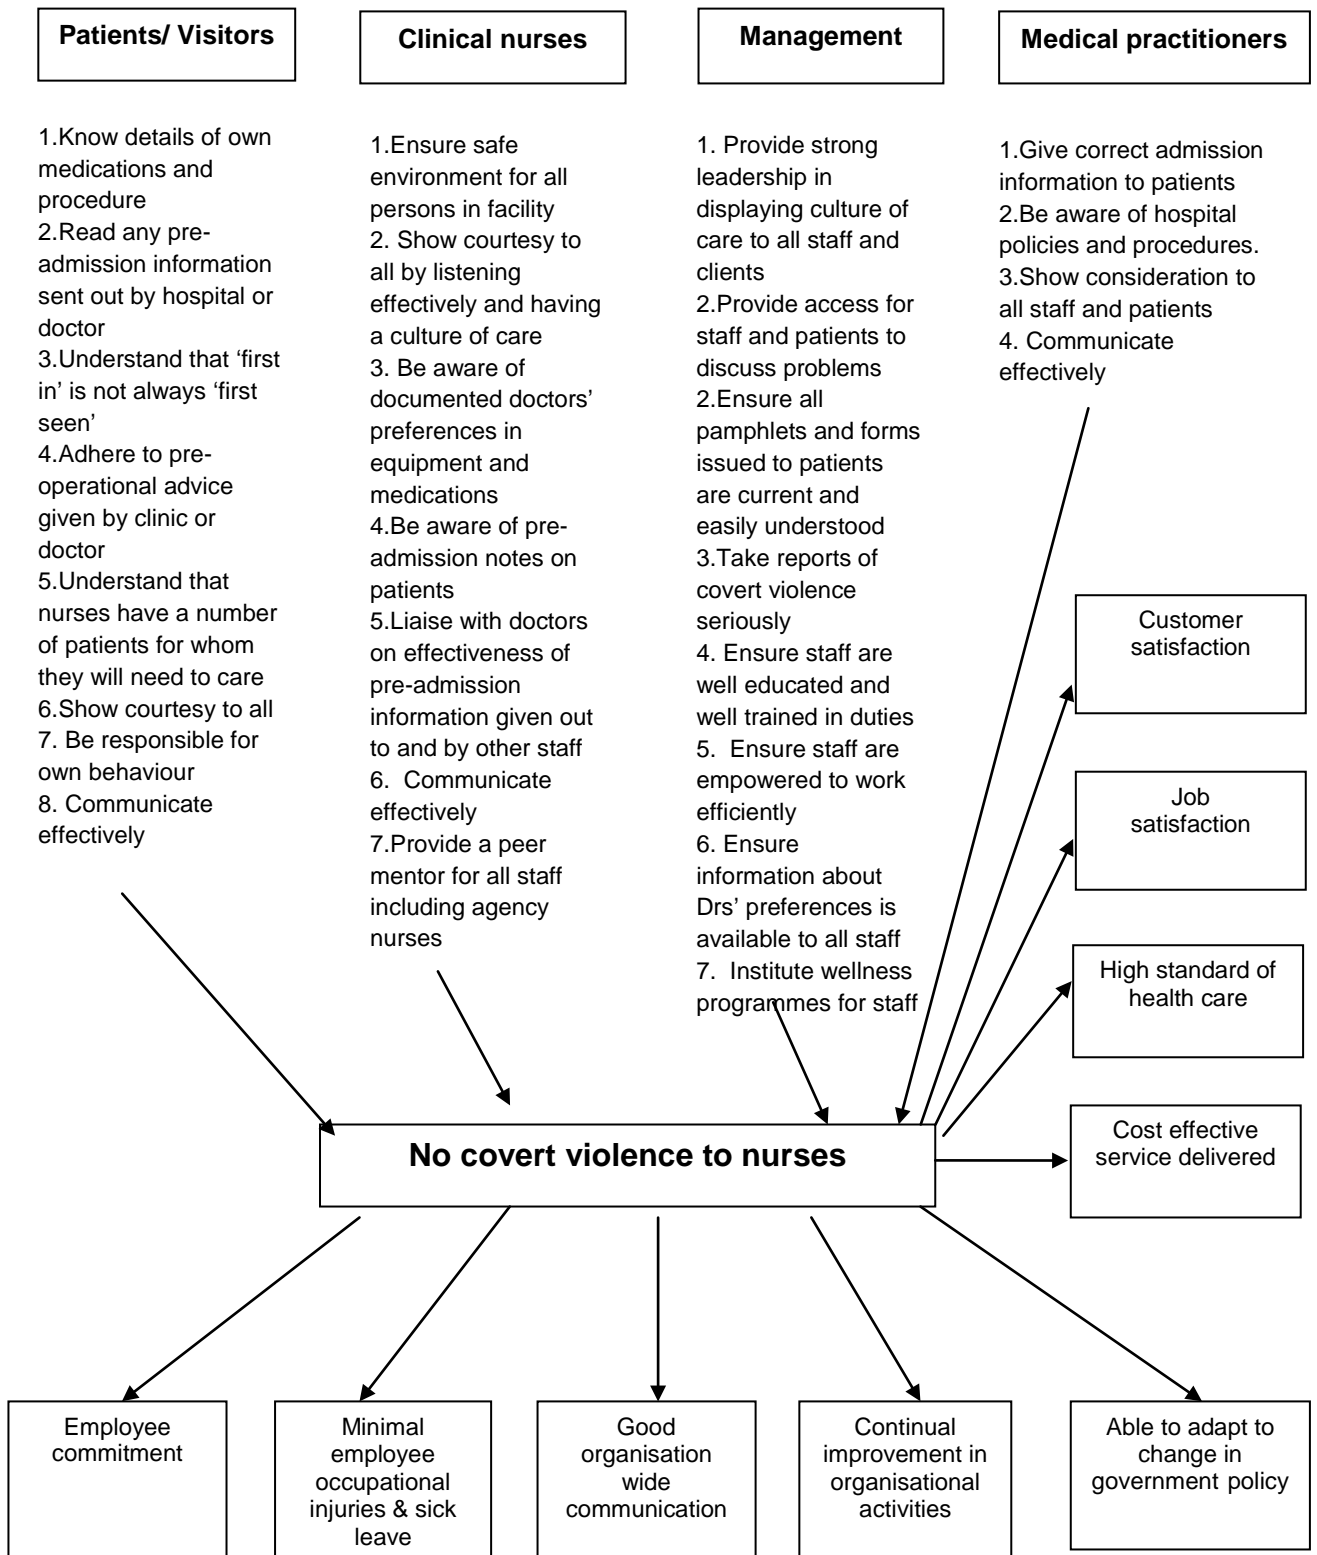 Patients/ Visitors
Clinical nurses
Management
Medical practitioners
1.Know details of own
medications and
procedure
2.Read any pre-
admission information
sent out by hospital or
doctor
3.Understand that ‘first
in’ is not always ‘first
seen’
4.Adhere to pre-
operational advice
given by clinic or
doctor
5.Understand that
nurses have a number
of patients for whom
they will need to care
6.Show courtesy to all
7. Be responsible for
own behaviour
8. Communicate
effectively
1.Ensure safe
environment for all
persons in facility
2. Show courtesy to
all by listening
effectively and having
a culture of care
3. Be aware of
documented doctors’
preferences in
equipment and
medications
4.Be aware of pre-
admission notes on
patients
5.Liaise with doctors
on effectiveness of
pre-admission
information given out
to and by other staff
6. Communicate
effectively
7.Provide a peer
mentor for all staff
including agency
nurses
1. Provide strong
leadership in
displaying culture of
care to all staff and
clients
2.Provide access for
staff and patients to
discuss problems
2.Ensure all
pamphlets and forms
issued to patients
are current and
easily understood
3.Take reports of
covert violence
seriously
4. Ensure staff are
well educated and
well trained in duties
5. Ensure staff are
empowered to work
efficiently
6. Ensure
information about
Drs’ preferences is
available to all staff
7. Institute wellness
programmes for staff
1.Give correct admission
information to patients
2.Be aware of hospital
policies and procedures.
3.Show consideration to
all staff and patients
4. Communicate
effectively
Customer
satisfaction
Job
satisfaction
High standard of
health care
Cost effective
service delivered
No covert violence to nurses
Employee
commitment
Minimal
employee
occupational
injuries & sick
leave
Good
organisation
wide
communication
Continual
improvement in
organisational
activities
Able to adapt to
change in
government policy